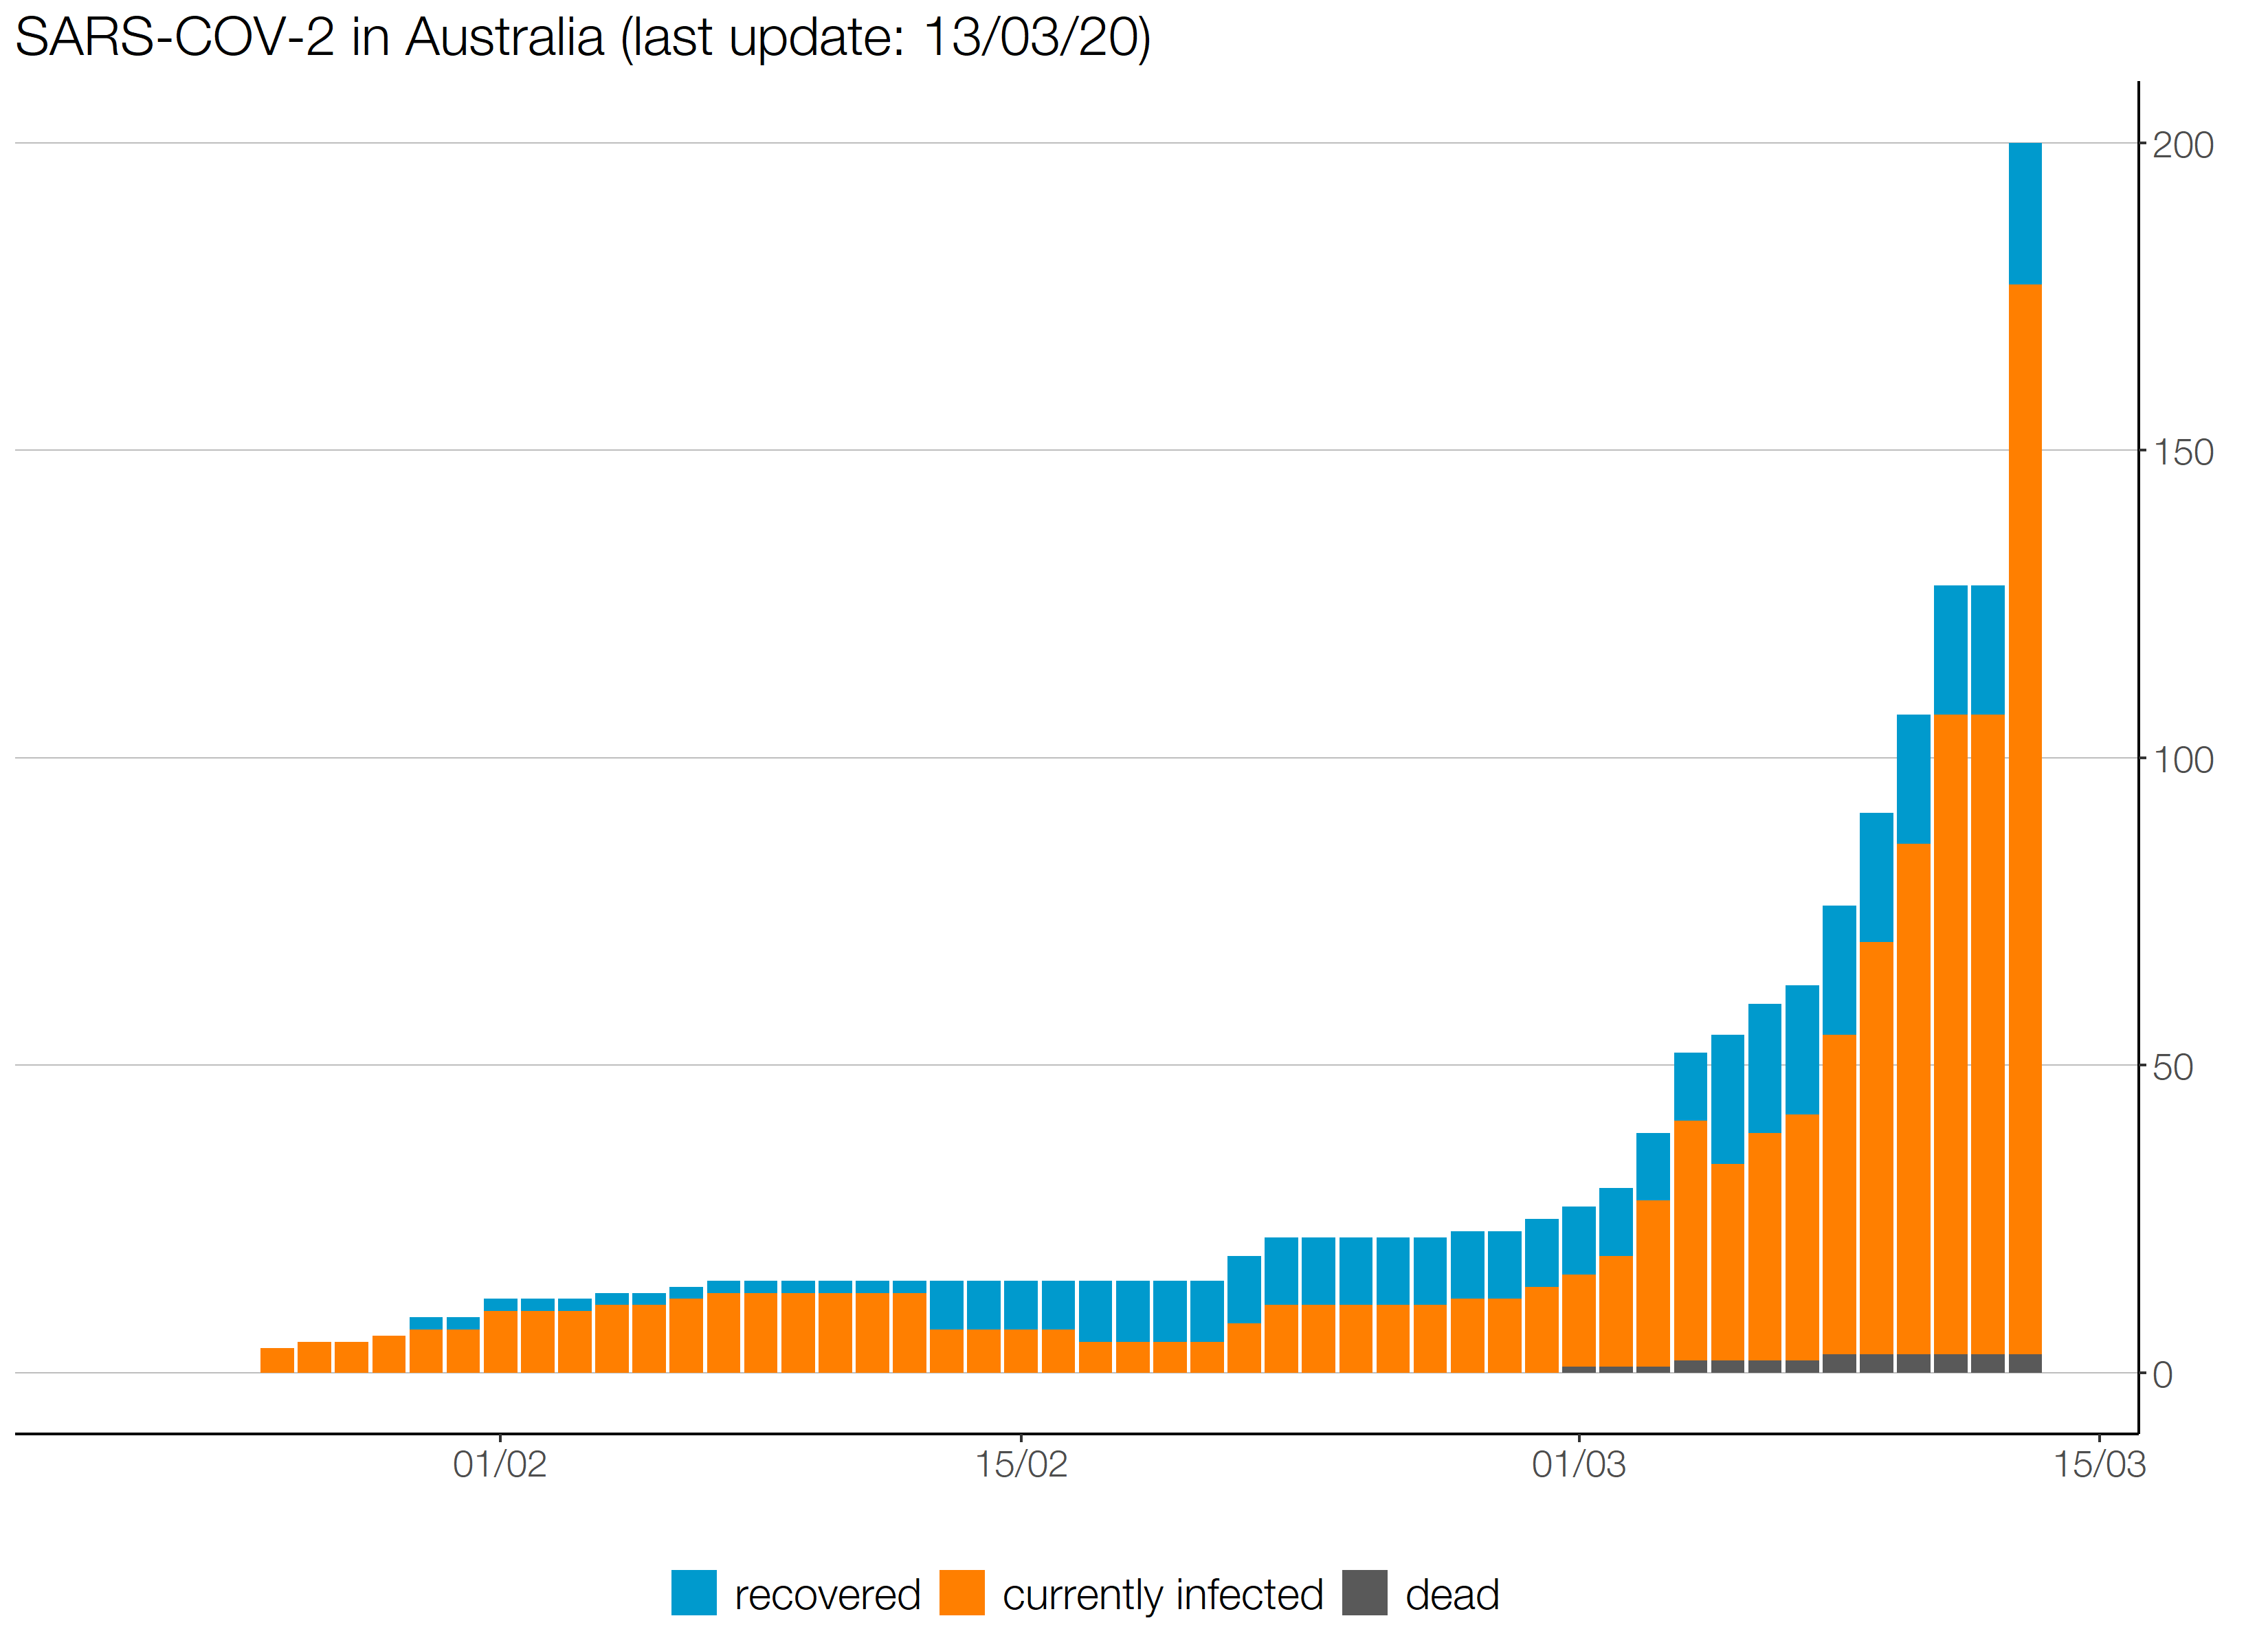 SARS-COV-2 in Australia (last update: 13/03/20)
200
150
100
50
0
01/02 15/02 01/03 15/03
recovered currently infected dead